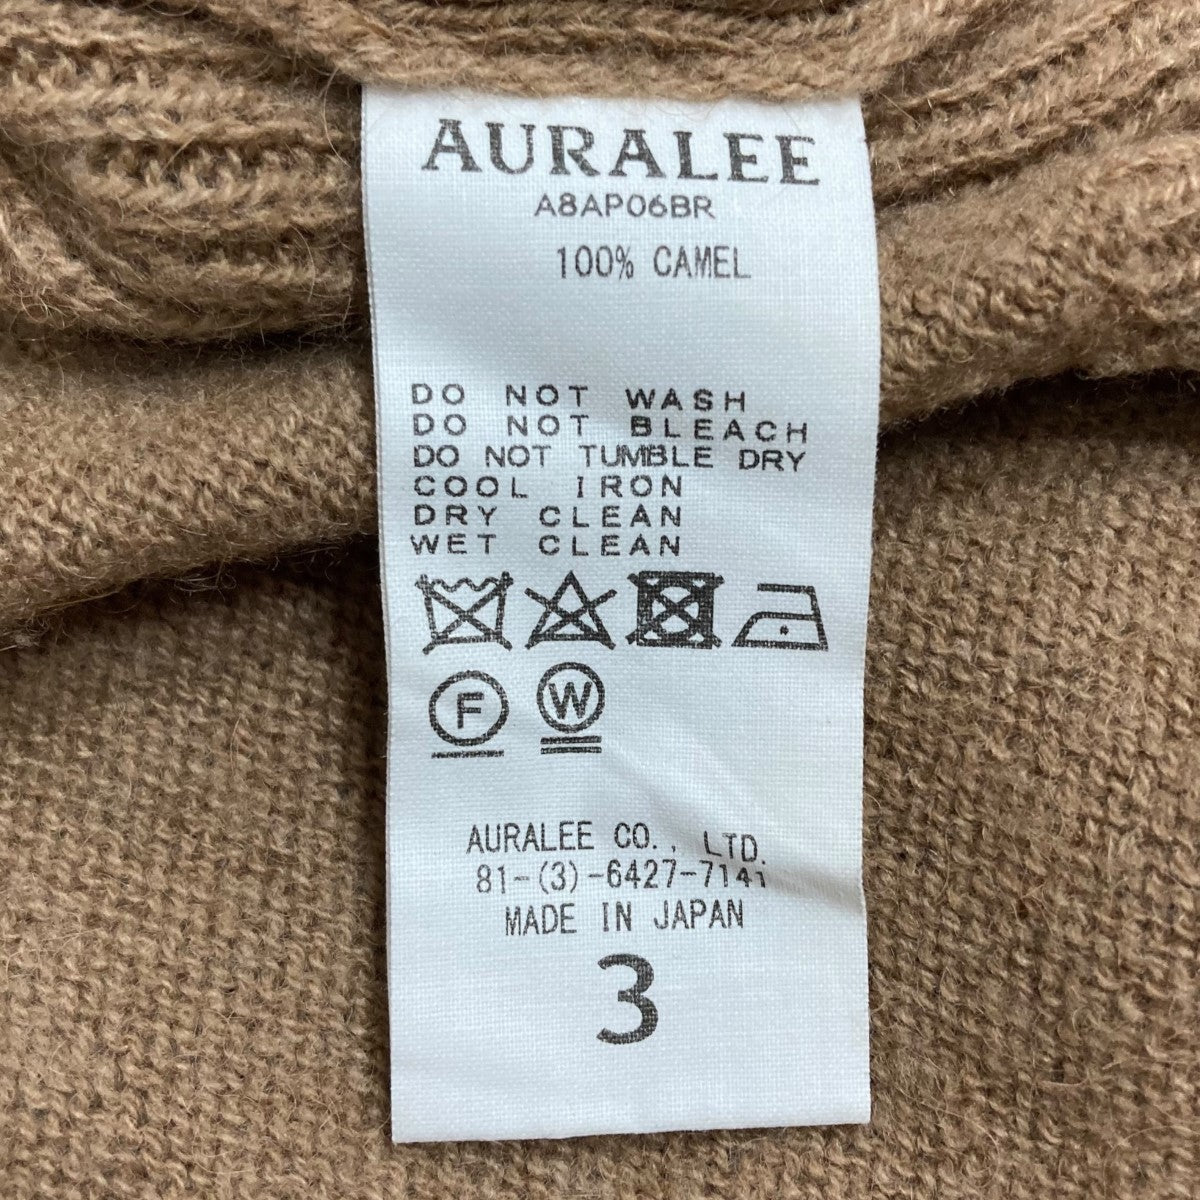 AURALEE
A8AP06BR
100% CAMEL
DO NOT WASH
DO NOT BLEACH
DO NOT TUMBLE DRY
COOL IRON
DRY CLEAN
WET CLEAN
F W
AURALEE CO., LTD.
81-(3)-6427-7141
MADE IN JAPAN
3